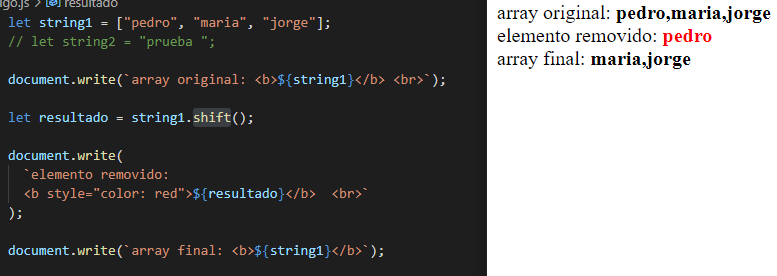 igo.js > resultado
let string1 = ["pedro", "maria", "jorge"];
// let string2 = "prueba ";
document.write(`array original: <b>${string1}</b> <br>`);
let resultado = string1.shift();
document.write(
`elemento removido:
<b style="color: red">${resultado}</b>  <br>`
);
document.write(`array final: <b>${string1}</b>`);
array original: pedro,maria,jorge
elemento removido: pedro
array final: maria,jorge